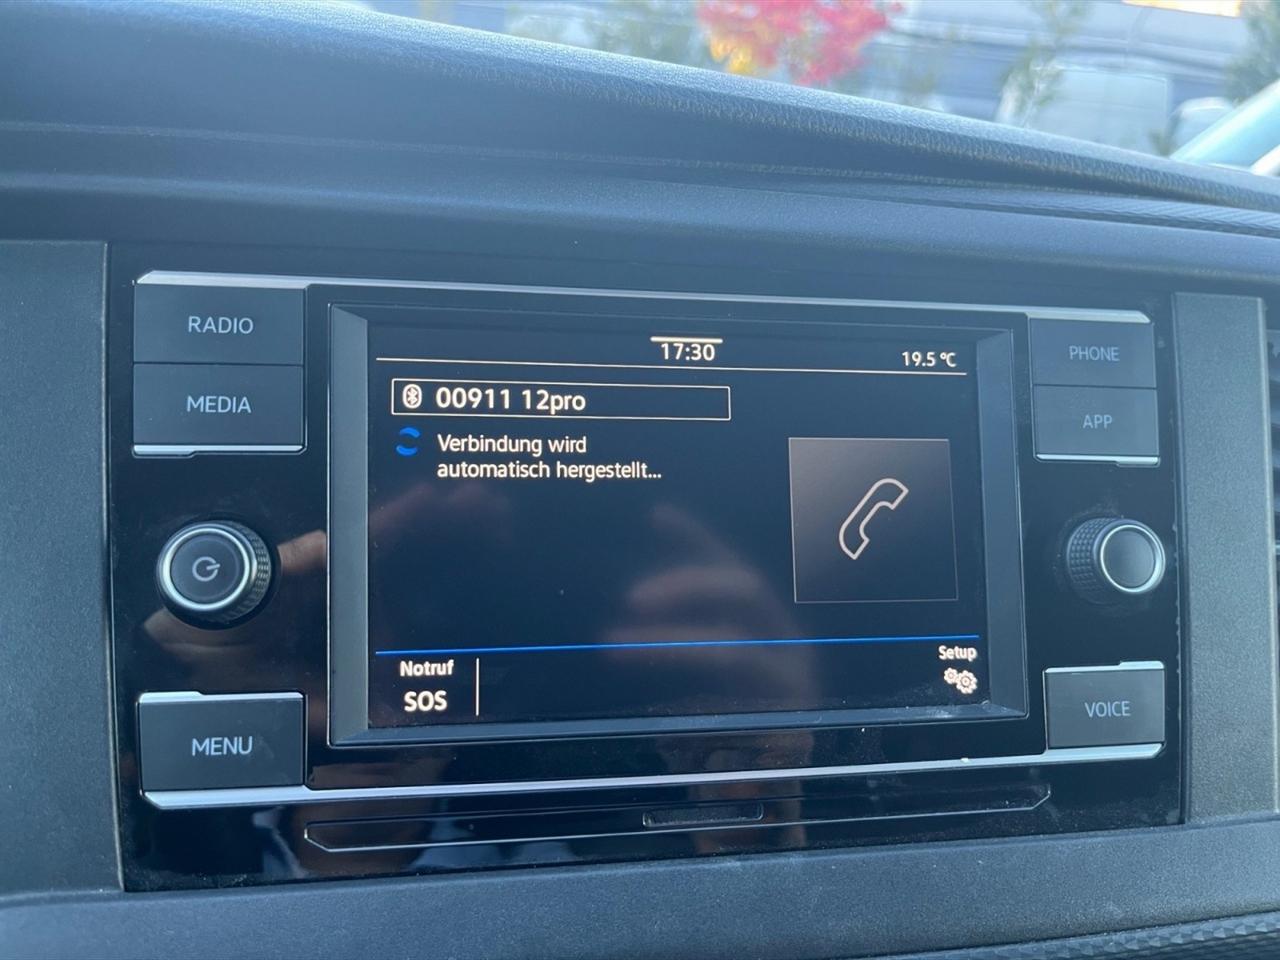 RADIO
MEDIA
MENU
17:30
19.5 °C
00911 12pro
Verbindung wird
automatisch hergestellt...
Notruf
SOS
Setup
PHONE
APP
VOICE